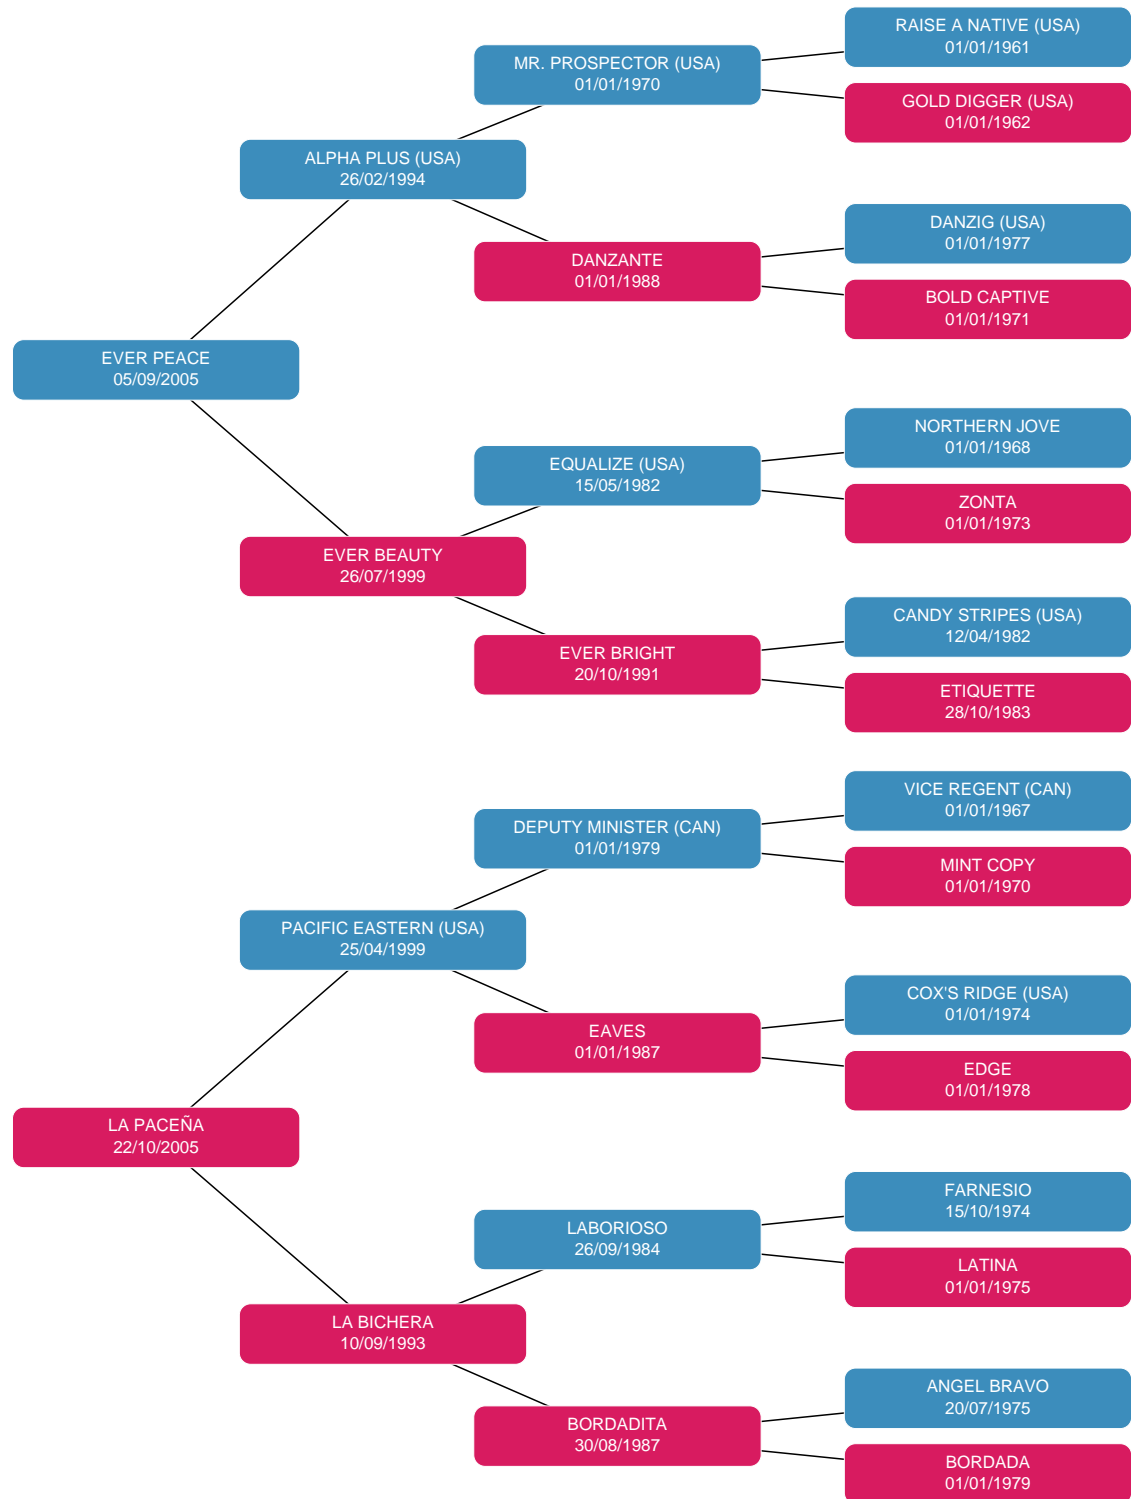 RAISE A NATIVE (USA)
01/01/1961
MR. PROSPECTOR (USA)
01/01/1970
GOLD DIGGER (USA)
01/01/1962
ALPHA PLUS (USA)
26/02/1994
DANZIG (USA)
01/01/1977
DANZANTE
01/01/1988
BOLD CAPTIVE
01/01/1971
EVER PEACE
05/09/2005
NORTHERN JOVE
01/01/1968
EQUALIZE (USA)
15/05/1982
ZONTA
01/01/1973
EVER BEAUTY
26/07/1999
CANDY STRIPES (USA)
12/04/1982
EVER BRIGHT
20/10/1991
ETIQUETTE
28/10/1983
VICE REGENT (CAN)
01/01/1967
DEPUTY MINISTER (CAN)
01/01/1979
MINT COPY
01/01/1970
PACIFIC EASTERN (USA)
25/04/1999
COX'S RIDGE (USA)
01/01/1974
EAVES
01/01/1987
EDGE
01/01/1978
LA PACEÑA
22/10/2005
FARNESIO
15/10/1974
LABORIOSO
26/09/1984
LATINA
01/01/1975
LA BICHERA
10/09/1993
ANGEL BRAVO
20/07/1975
BORDADITA
30/08/1987
BORDADA
01/01/1979